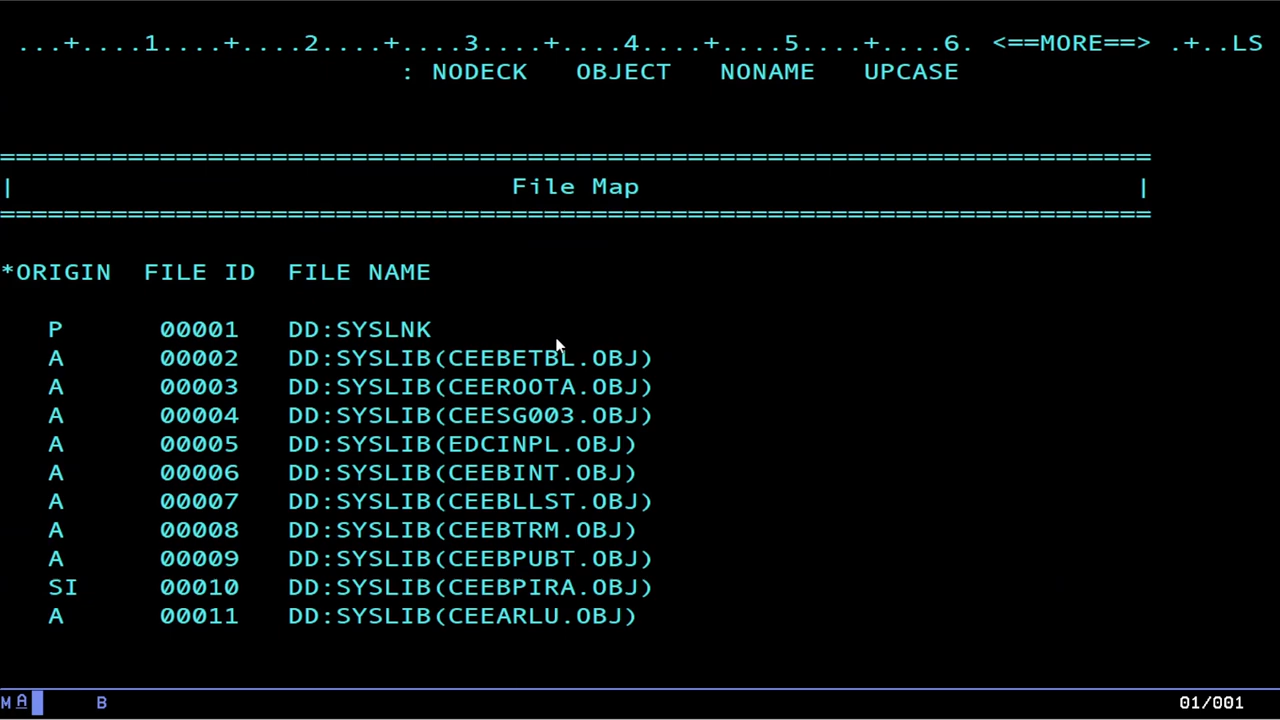 ...+....1....+....2....+....3....+....4....+....5....+....6. <==MORE==> .+..LS
: NODECK   OBJECT   NONAME   UPCASE
========================================================================
|                               File Map                               |
========================================================================
*ORIGIN  FILE ID  FILE NAME
P      00001   DD:SYSLNK
A      00002   DD:SYSLIB(CEEBETBL.OBJ)
A      00003   DD:SYSLIB(CEEROOTA.OBJ)
A      00004   DD:SYSLIB(CEESG003.OBJ)
A      00005   DD:SYSLIB(EDCINPL.OBJ)
A      00006   DD:SYSLIB(CEEBINT.OBJ)
A      00007   DD:SYSLIB(CEEBLLST.OBJ)
A      00008   DD:SYSLIB(CEEBTRM.OBJ)
A      00009   DD:SYSLIB(CEEBPUBT.OBJ)
SI     00010   DD:SYSLIB(CEEBPIRA.OBJ)
A      00011   DD:SYSLIB(CEEARLU.OBJ)
MA B 01/001